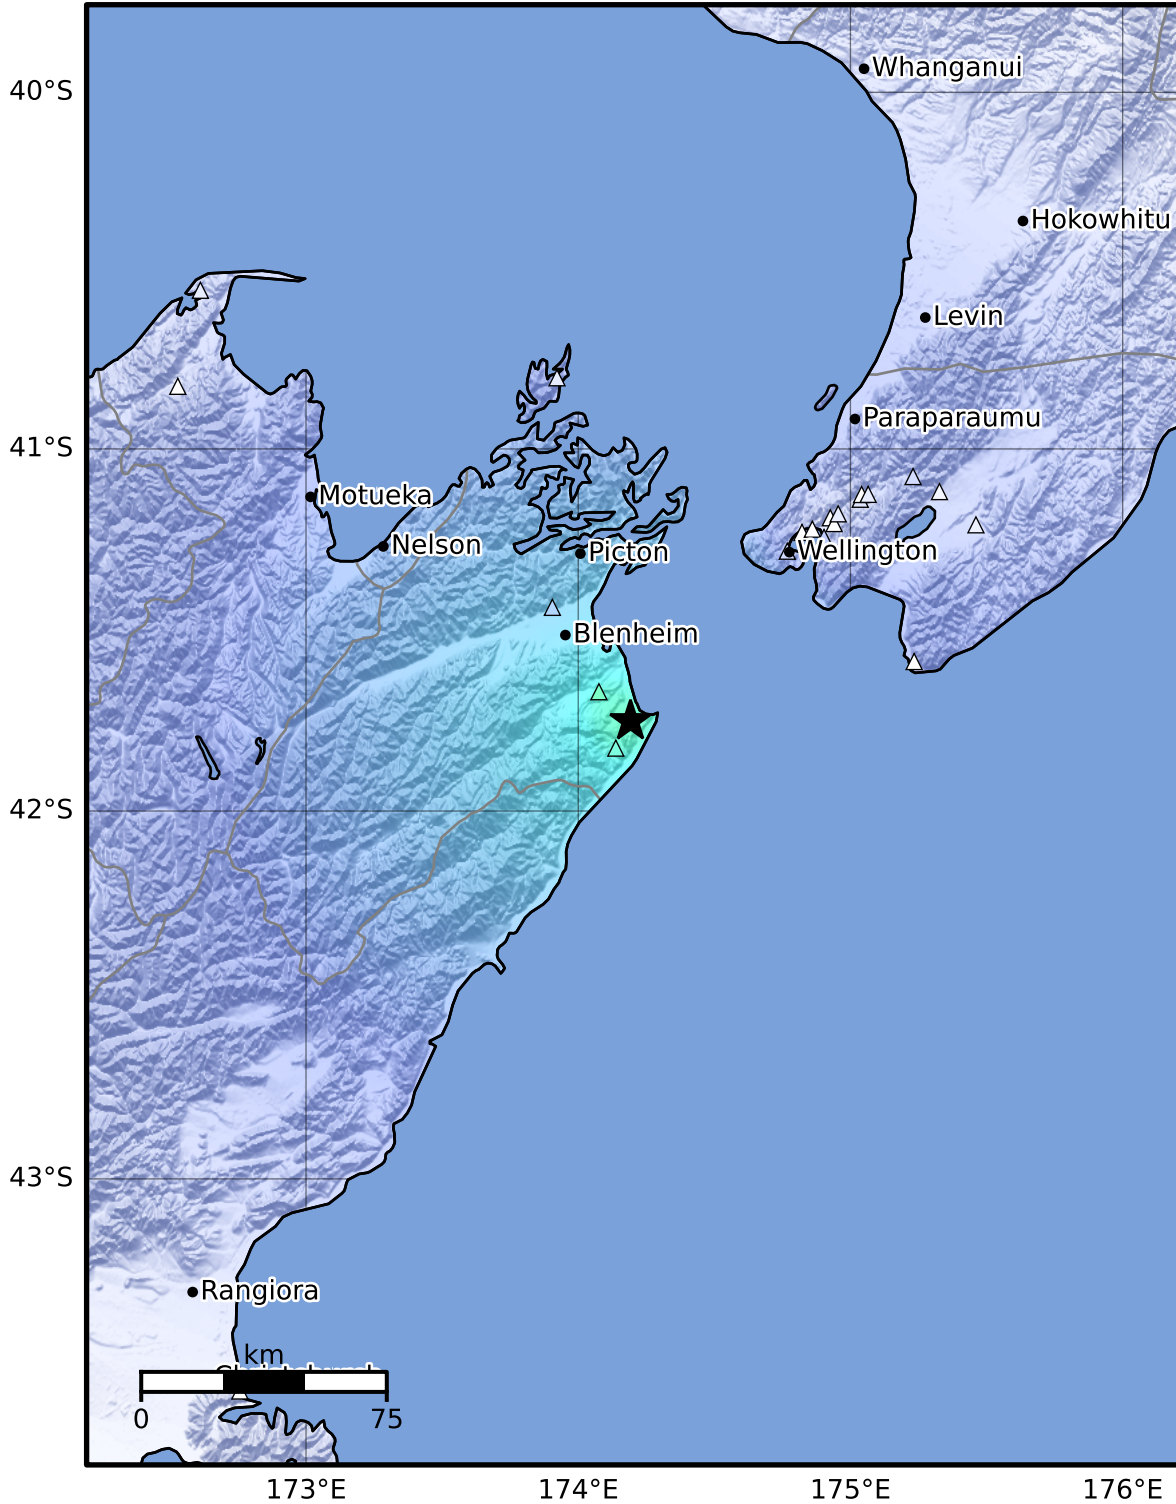 Whanganui
40°S
Hokowhitu
Levin
Paraparaumu
41°S
Motueka
Nelson
Picton
Wellington
Blenheim
42°S
43°S
Rangiora
km
0
75
173°E
174°E
175°E
176°E